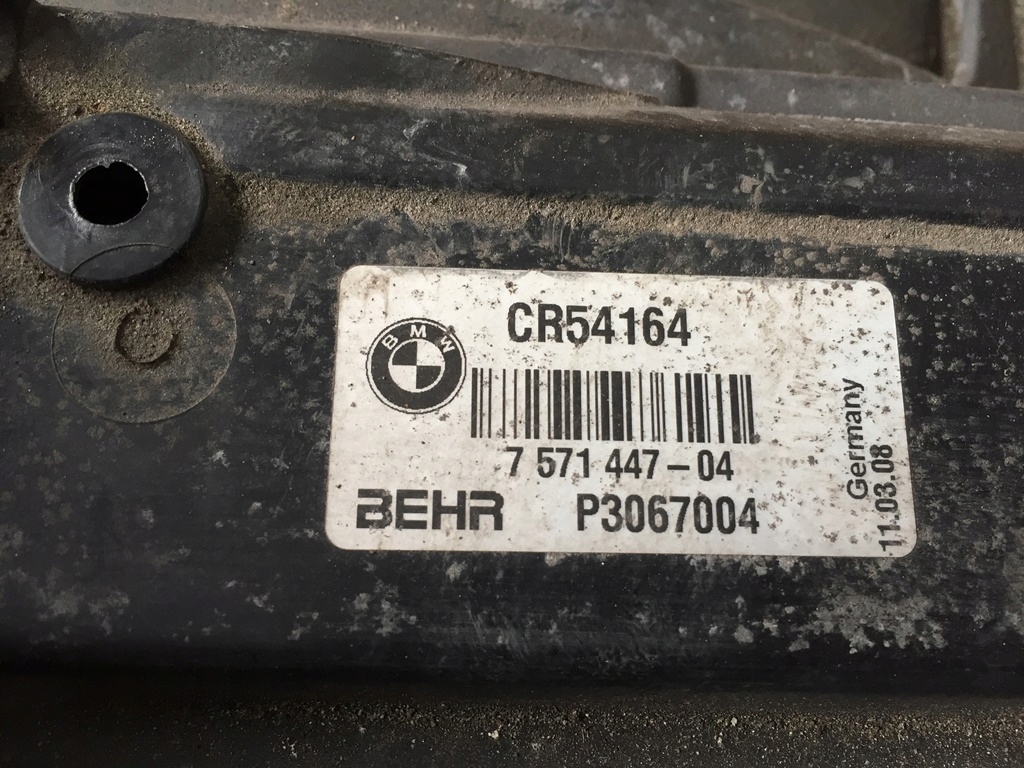 CR54164
BMW
7 571 447-04
BEHR P3067004
Germany
11.03.08